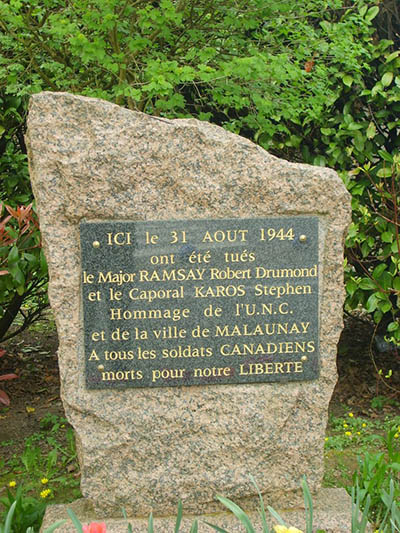 ICI le 31 AOUT 1944
ont été tués
le Major RAMSAY Robert Drumond
et le Caporal KAROS Stephen
Hommage de l'U.N.C.
et de la ville de MALAUNAY
A tous les soldats CANADIENS
morts pour notre LIBERTE